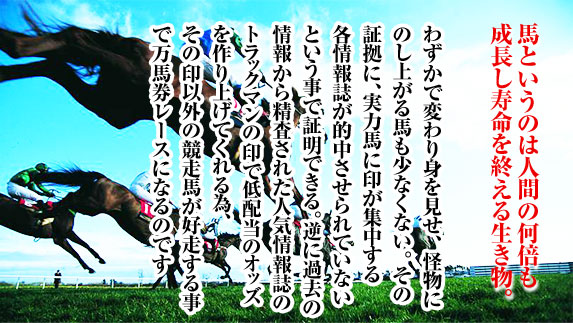 馬というのは人間の何倍も
成長し寿命を終える生き物。
わずかで変わり身を見せ、怪物に
のし上がる馬も少なくない。その
証拠に、実力馬に印が集中する
各情報誌が的中させられていない
という事で証明できる。逆に過去の
情報から精査された人気情報誌の
トラックマンの印で低配当のオッズ
を作り上げてくれる為、
その印以外の競走馬が好走する事
で万馬券レースになるのです